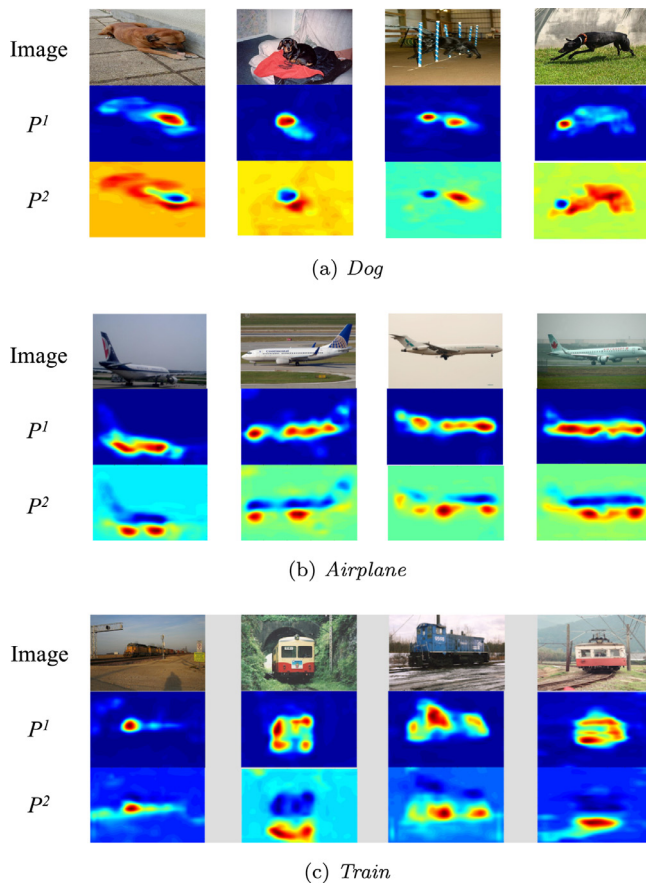 Image
P¹
P²
(a) Dog
Image
P¹
P²
(b) Airplane
Image
P¹
P²
(c) Train